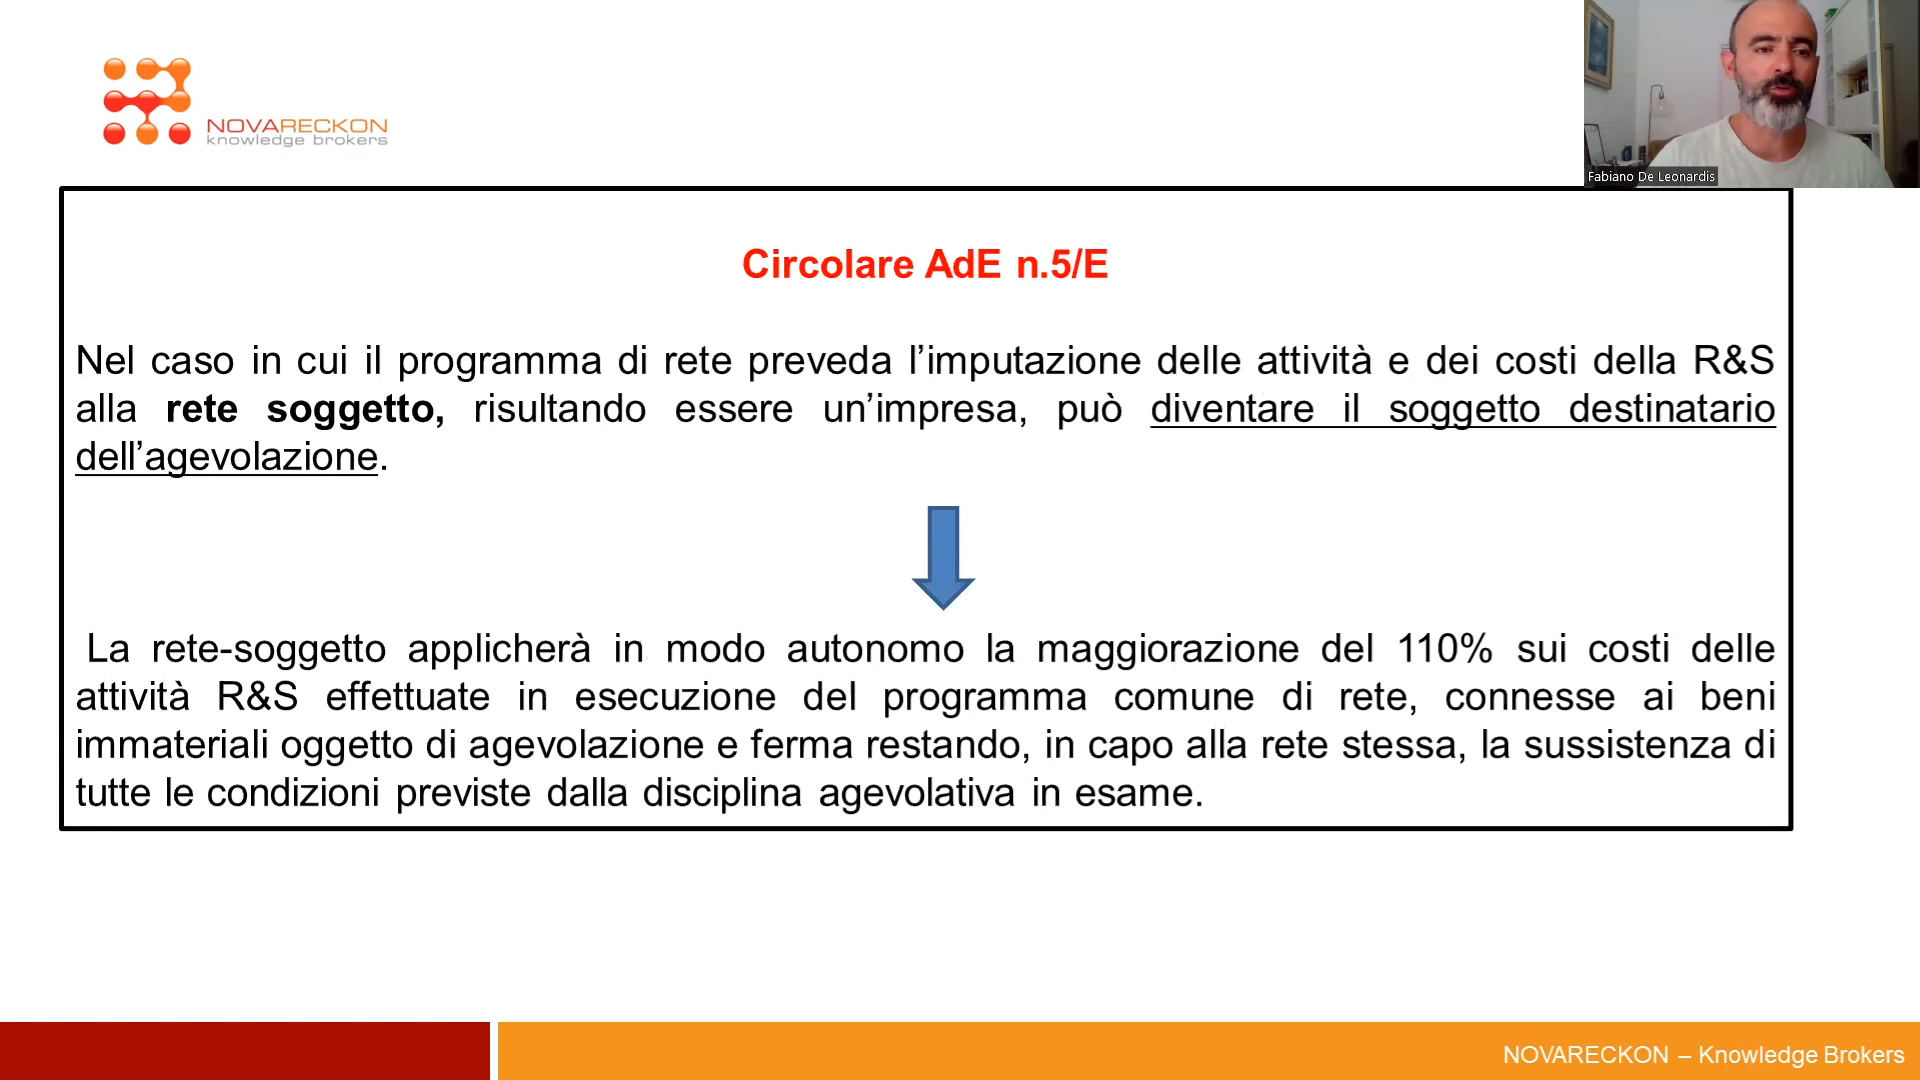 NOVARECKON
knowledge brokers
Fabiano De Leonardis
Circolare AdE n.5/E
Nel caso in cui il programma di rete preveda l’imputazione delle attività e dei costi della R&S
alla rete soggetto, risultando essere un’impresa, può diventare il soggetto destinatario
dell’agevolazione.
La rete-soggetto applicherà in modo autonomo la maggiorazione del 110% sui costi delle
attività R&S effettuate in esecuzione del programma comune di rete, connesse ai beni
immateriali oggetto di agevolazione e ferma restando, in capo alla rete stessa, la sussistenza di
tutte le condizioni previste dalla disciplina agevolativa in esame.
NOVARECKON – Knowledge Brokers